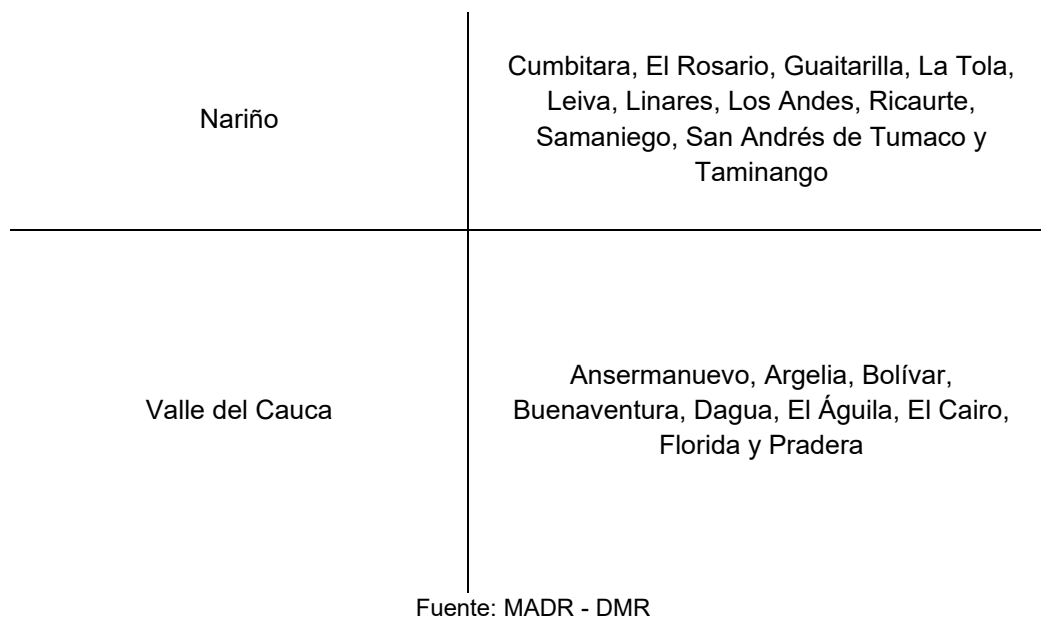 Nariño
Cumbitara, El Rosario, Guaitarilla, La Tola,
Leiva, Linares, Los Andes, Ricaurte,
Samaniego, San Andrés de Tumaco y
Taminango
Valle del Cauca
Ansermanuevo, Argelia, Bolívar,
Buenaventura, Dagua, El Águila, El Cairo,
Florida y Pradera
Fuente: MADR - DMR